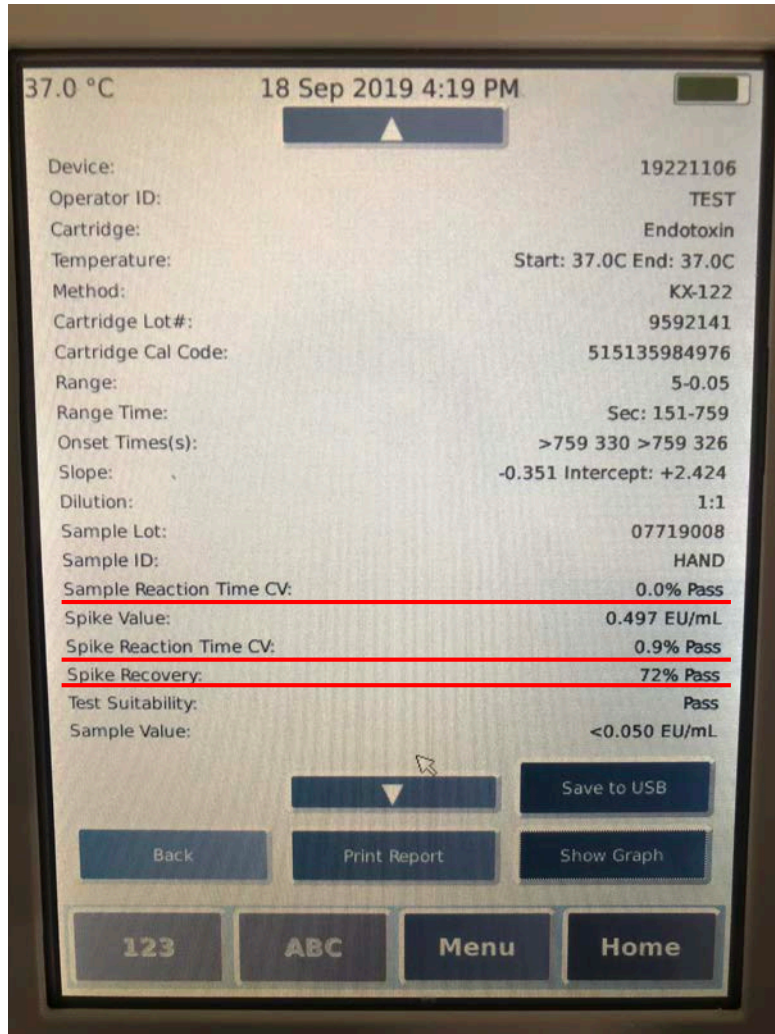 37.0 °C 18 Sep 2019 4:19 PM
Device: 19221106
Operator ID: TEST
Cartridge: Endotoxin
Temperature: Start: 37.0C End: 37.0C
Method: KX-122
Cartridge Lot#: 9592141
Cartridge Cal Code: 515135984976
Range: 5-0.05
Range Time: Sec: 151-759
Onset Times(s): >759 330 >759 326
Slope: -0.351 Intercept: +2.424
Dilution: 1:1
Sample Lot: 07719008
Sample ID: HAND
Sample Reaction Time CV: 0.0% Pass
Spike Value: 0.497 EU/mL
Spike Reaction Time CV: 0.9% Pass
Spike Recovery: 72% Pass
Test Suitability: Pass
Sample Value: <0.050 EU/mL
Save to USB
Back Print Report Show Graph
123 ABC Menu Home